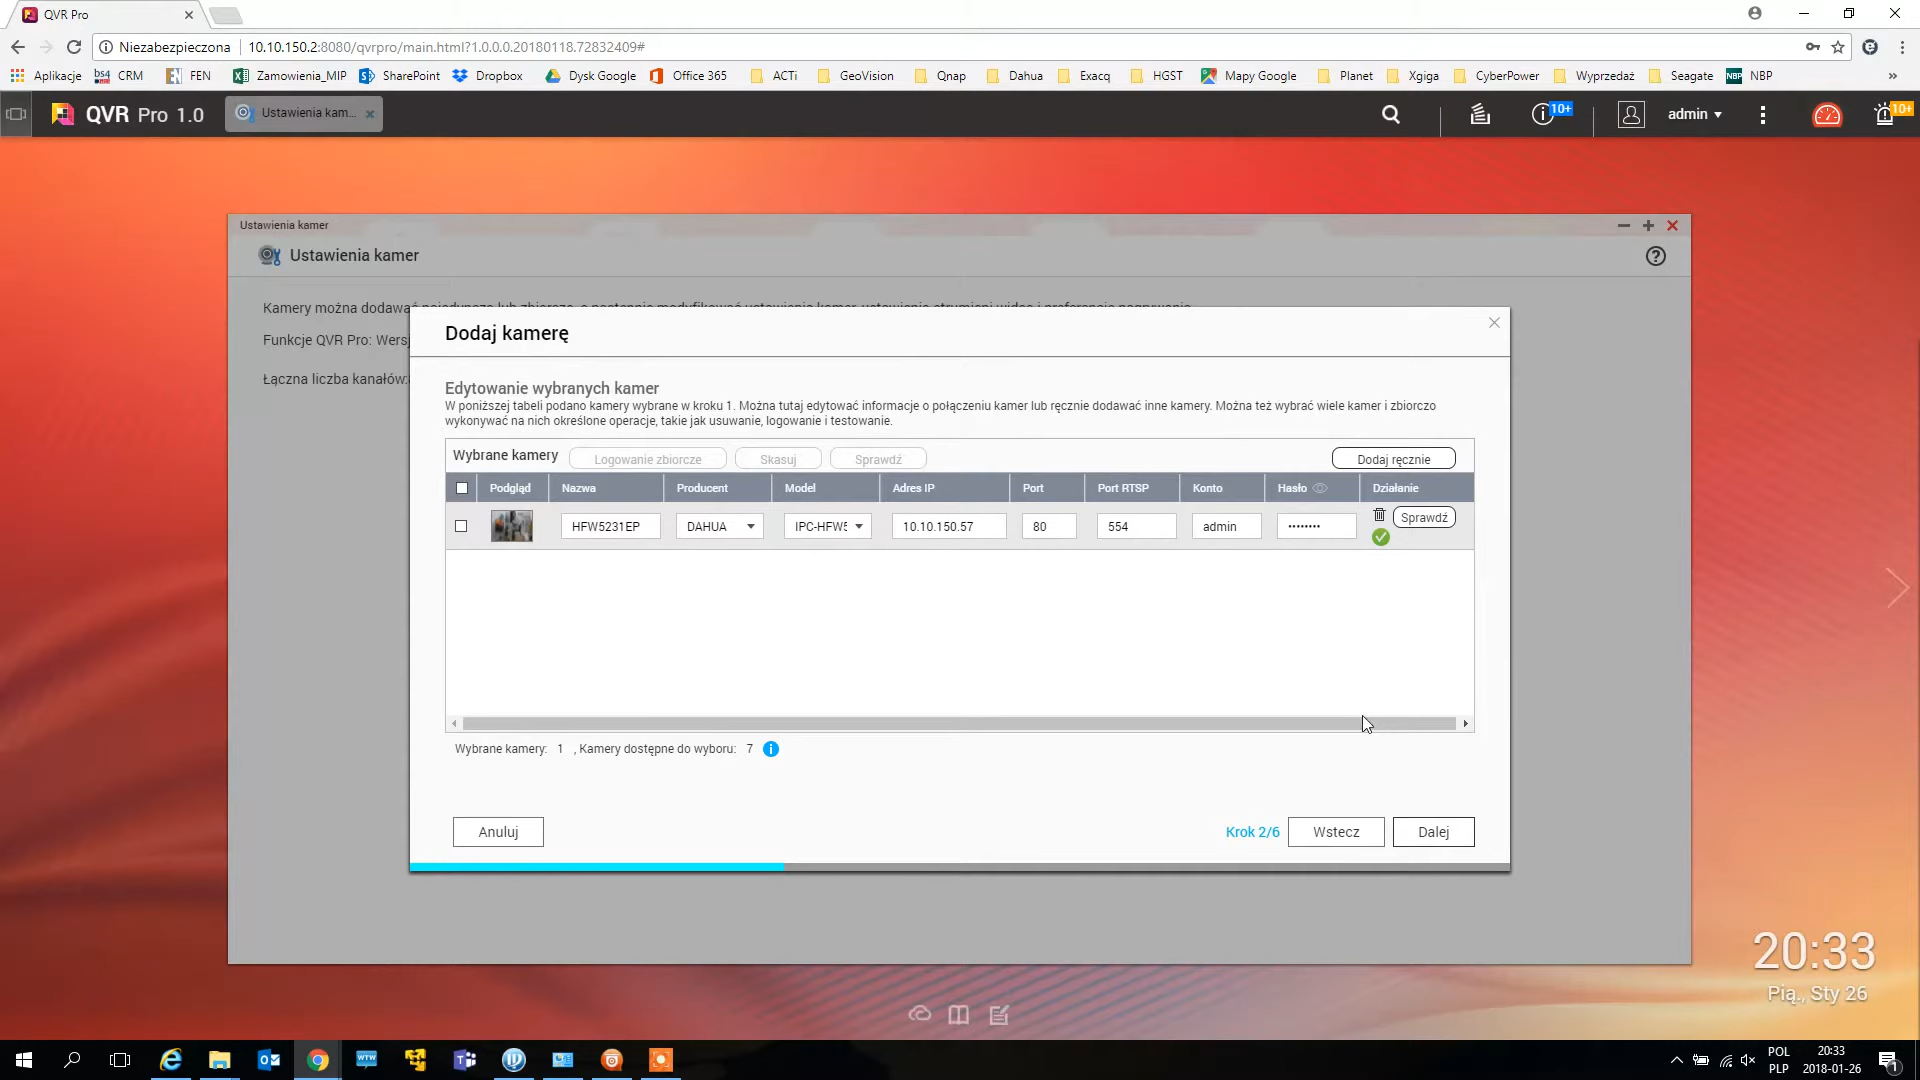 QVR Pro
Niezabezpieczona
10.10.150.2:8080/qvrpro/main.html?1.0.0.0.20180118.72832409#
Aplikacje
bs4 CRM
FEN
Zamowienia_MIP
SharePoint
Dropbox
Dysk Google
Office 365
ACTi
GeoVision
Qnap
Dahua
Exacq
HGST
Mapy Google
Planet
Xgiga
CyberPower
Wyprzedaż
Seagate
NBP NBP
»
QVR Pro 1.0
Ustawienia kam...
10+
admin
10+
Ustawienia kamer
Ustawienia kamer
Kamery można dodawać
Funkcje QVR Pro: Wersj
Łączna liczba kanałów:
Dodaj kamerę
Edytowanie wybranych kamer
W poniższej tabeli podano kamery wybrane w kroku 1. Można tutaj edytować informacje o połączeniu kamer lub ręcznie dodawać inne kamery. Można też wybrać wiele kamer i zbiorczo
wykonywać na nich określone operacje, takie jak usuwanie, logowanie i testowanie.
Wybrane kamery
Logowanie zbiorcze
Skasuj
Sprawdź
Dodaj ręcznie
Podgląd Nazwa Producent Model Adres IP Port Port RTSP Konto Hasło Działanie
HFW5231EP DAHUA IPC-HFW5 10.10.150.57 80 554 admin •••••••• Sprawdź
Wybrane kamery: 1 , Kamery dostępne do wyboru: 7
Anuluj
Krok 2/6
Wstecz
Dalej
20:33
Pią., Sty 26
WTW
POL
PLP
20:33
2018-01-26
1